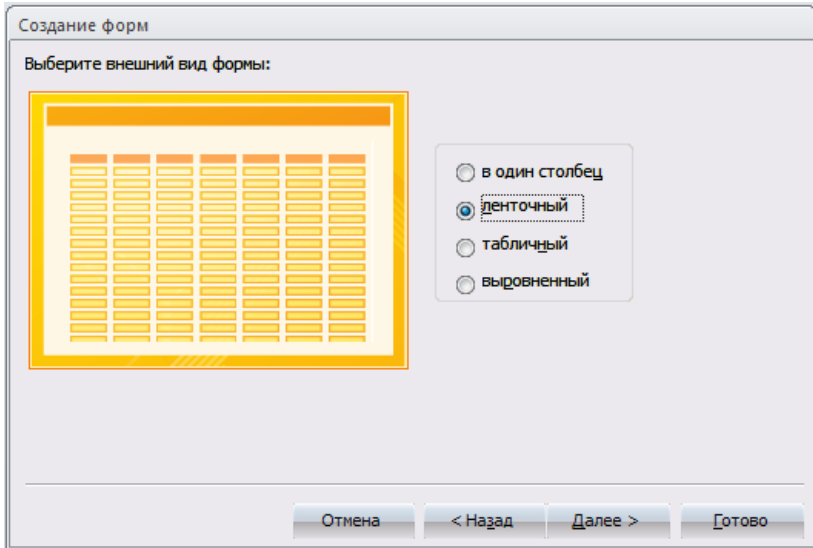 Создание форм
Выберите внешний вид формы:
в один столбец
ленточный
табличный
выровненный
Отмена
< Назад
Далее >
Готово